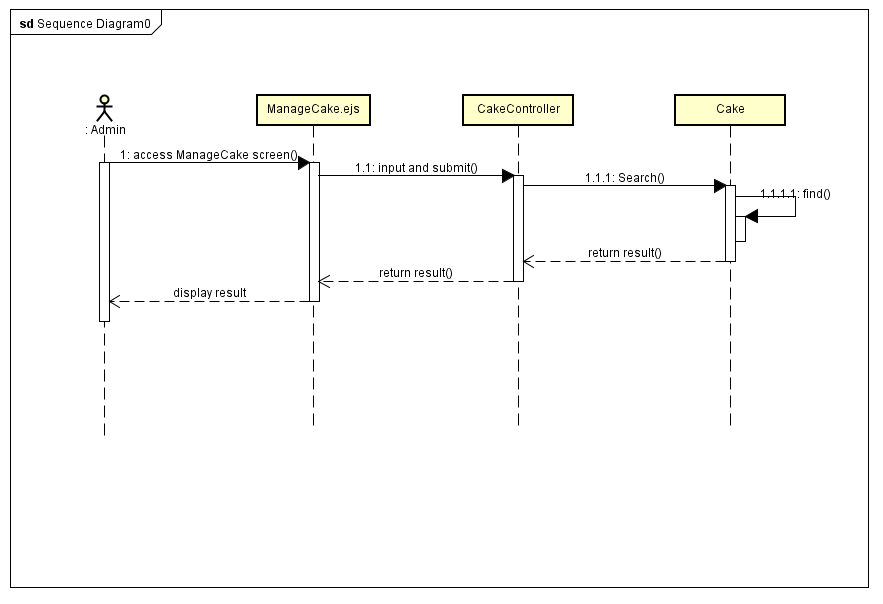 sd Sequence Diagram0
: Admin
ManageCake.ejs
CakeController
Cake
1: access ManageCake screen()
1.1: input and submit()
1.1.1: Search()
1.1.1.1: find()
return result()
return result()
display result